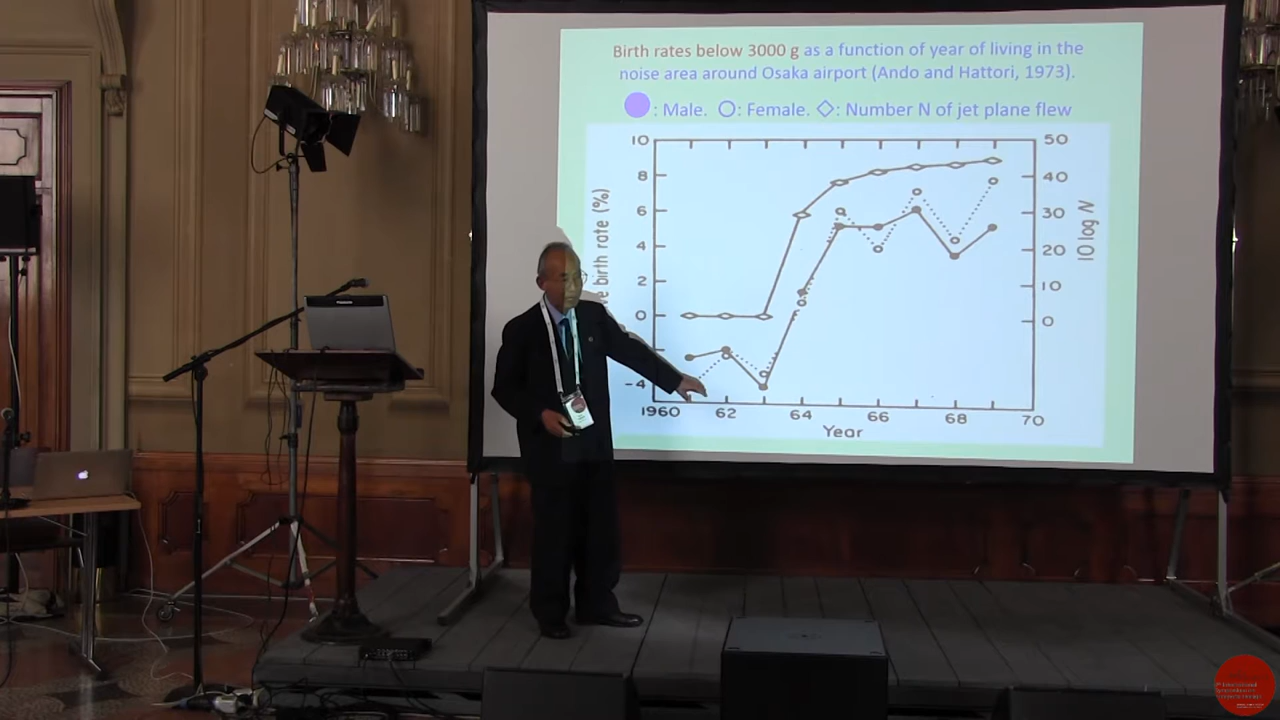 Birth rates below 3000 g as a function of year of living in the
noise area around Osaka airport (Ando and Hattori, 1973).
: Male. : Female. : Number N of jet plane flew
10
8
6
4
2
0
-4
birth rate (%)
50
40
30
20
10
0
10 log N
1960 62 64 66 68 70
Year
Panasonic